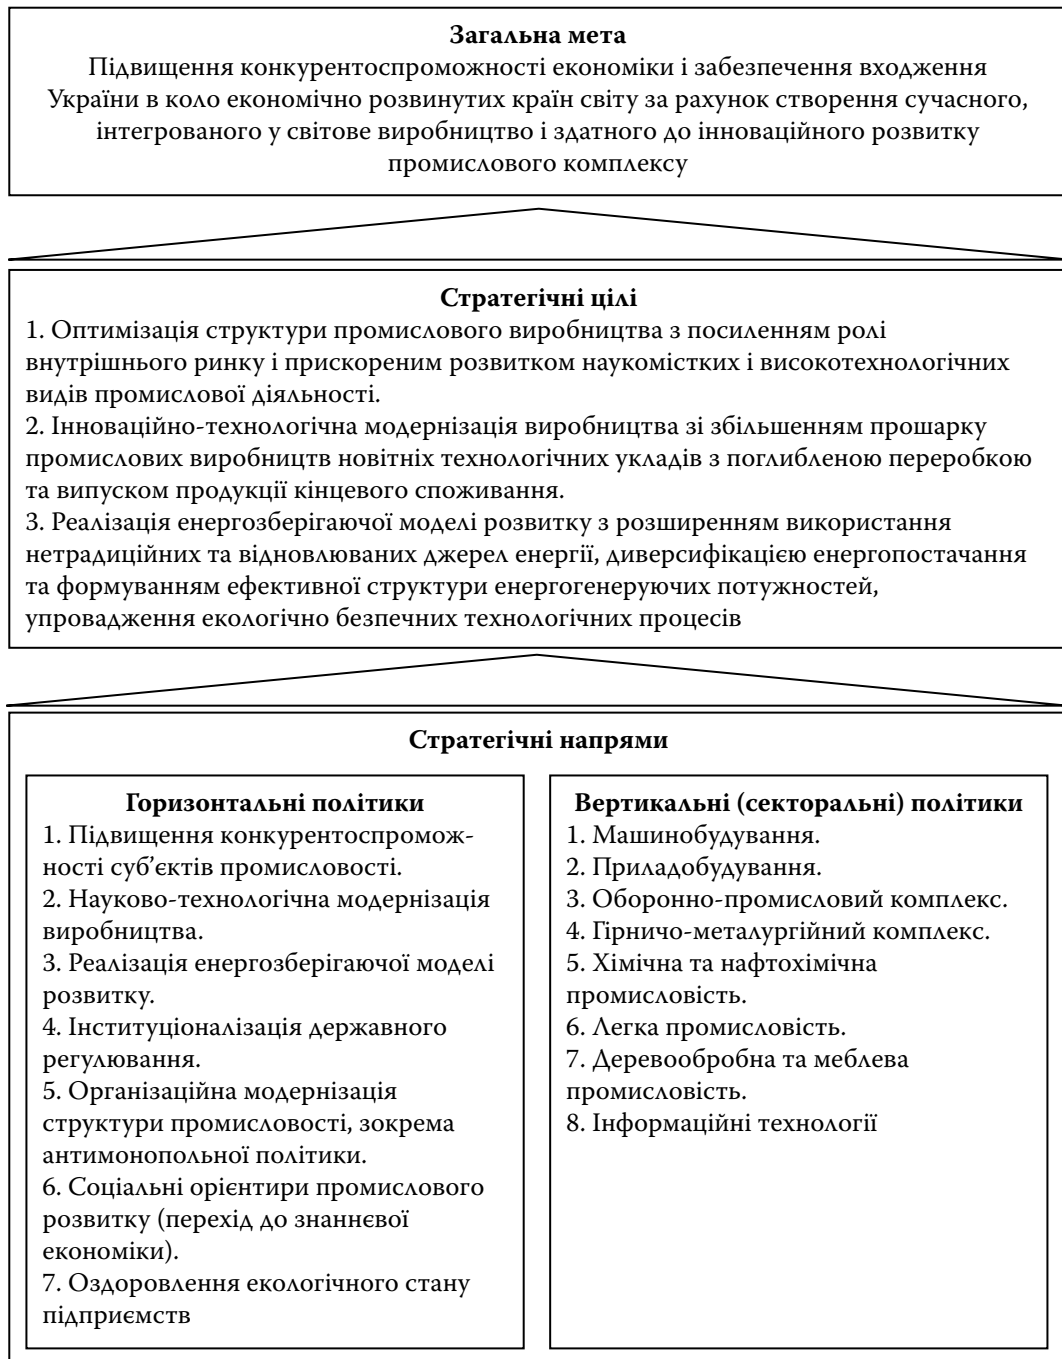 Загальна мета
Підвищення конкурентоспроможності економіки і забезпечення входження
України в коло економічно розвинутих країн світу за рахунок створення сучасного,
інтегрованого у світове виробництво і здатного до інноваційного розвитку
промислового комплексу
Стратегічні цілі
1. Оптимізація структури промислового виробництва з посиленням ролі
внутрішнього ринку і прискореним розвитком наукомістких і високотехнологічних
видів промислової діяльності.
2. Інноваційно-технологічна модернізація виробництва зі збільшенням прошарку
промислових виробництв новітніх технологічних укладів з поглибленою переробкою
та випуском продукції кінцевого споживання.
3. Реалізація енергозберігаючої моделі розвитку з розширенням використання
нетрадиційних та відновлюваних джерел енергії, диверсифікацією енергопостачання
та формуванням ефективної структури енергогенеруючих потужностей,
упровадження екологічно безпечних технологічних процесів
Стратегічні напрями
Горизонтальні політики
1. Підвищення конкурентоспромож-
ності суб’єктів промисловості.
2. Науково-технологічна модернізація
виробництва.
3. Реалізація енергозберігаючої моделі
розвитку.
4. Інституціоналізація державного
регулювання.
5. Організаційна модернізація
структури промисловості, зокрема
антимонопольної політики.
6. Соціальні орієнтири промислового
розвитку (перехід до знаннєвої
економіки).
7. Оздоровлення екологічного стану
підприємств
Вертикальні (секторальні) політики
1. Машинобудування.
2. Приладобудування.
3. Оборонно-промисловий комплекс.
4. Гірничо-металургійний комплекс.
5. Хімічна та нафтохімічна
промисловість.
6. Легка промисловість.
7. Деревообробна та меблева
промисловість.
8. Інформаційні технології